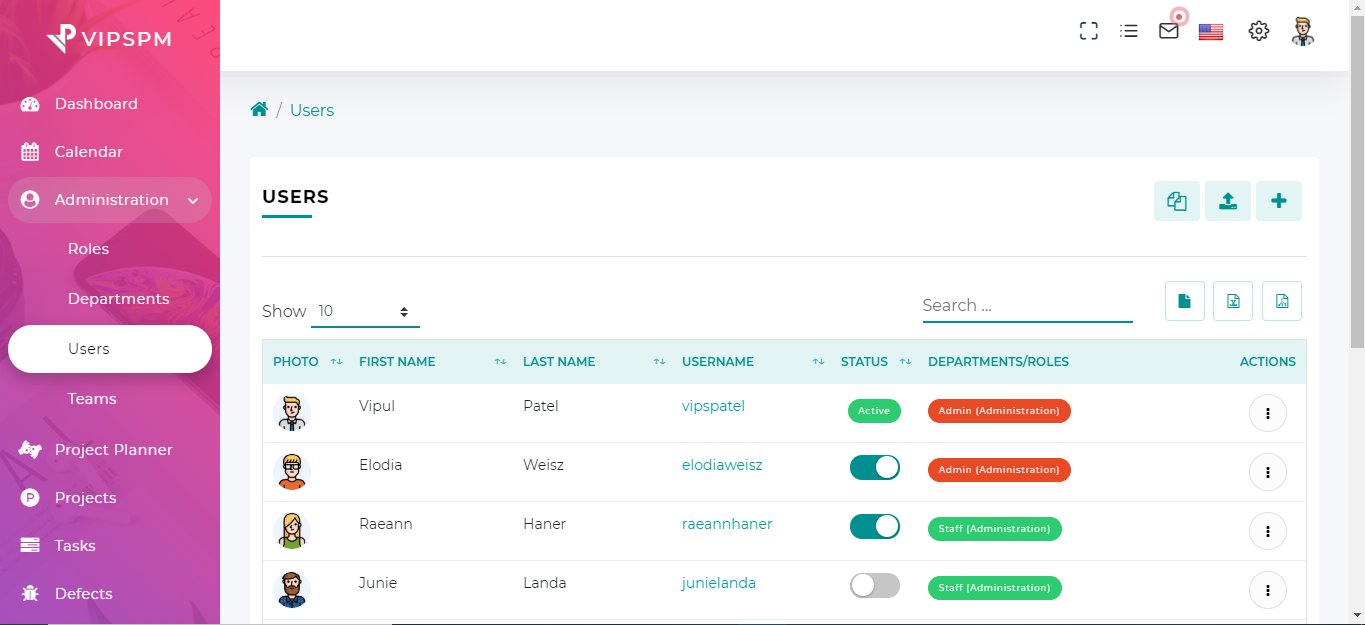 VIPSPM
Dashboard
Calendar
Administration
Roles
Departments
Users
Teams
Project Planner
Projects
Tasks
Defects
/ Users
USERS
Show 10
Search ...
PHOTO FIRST NAME LAST NAME USERNAME STATUS DEPARTMENTS/ROLES ACTIONS
Vipul Patel vipspatel Active Admin (Administration)
Elodia Weisz elodiaweisz Admin (Administration)
Raeann Haner raeannhaner Staff (Administration)
Junie Landa junielanda Staff (Administration)